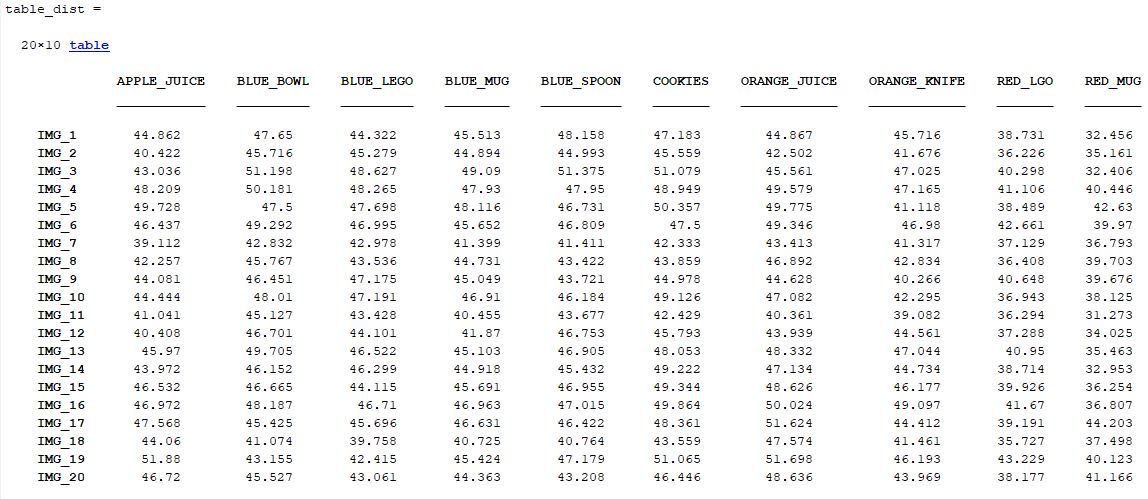 table_dist =
20×10 table
APPLE_JUICE BLUE_BOWL BLUE_LEGO BLUE_MUG BLUE_SPOON COOKIES ORANGE_JUICE ORANGE_KNIFE RED_LGO RED_MUG
IMG_1 44.862 47.65 44.322 45.513 48.158 47.183 44.867 45.716 38.731 32.456
IMG_2 40.422 45.716 45.279 44.894 44.993 45.559 42.502 41.676 36.226 35.161
IMG_3 43.036 51.198 48.627 49.09 51.375 51.079 45.561 47.025 40.298 32.406
IMG_4 48.209 50.181 48.265 47.93 47.95 48.949 49.579 47.165 41.106 40.446
IMG_5 49.728 47.5 47.698 48.116 46.731 50.357 49.775 41.118 38.489 42.63
IMG_6 46.437 49.292 46.995 45.652 46.809 47.5 49.346 46.98 42.661 39.97
IMG_7 39.112 42.832 42.978 41.399 41.411 42.333 43.413 41.317 37.129 36.793
IMG_8 42.257 45.767 43.536 44.731 43.422 43.859 46.892 42.834 36.408 39.703
IMG_9 44.081 46.451 47.175 45.049 43.721 44.978 44.628 40.266 40.648 39.676
IMG_10 44.444 48.01 47.191 46.91 46.184 49.126 47.082 42.295 36.943 38.125
IMG_11 41.041 45.127 43.428 40.455 43.677 42.429 40.361 39.082 36.294 31.273
IMG_12 40.408 46.701 44.101 41.87 46.753 45.793 43.939 44.561 37.288 34.025
IMG_13 45.97 49.705 46.522 45.103 46.905 48.053 48.332 47.044 40.95 35.463
IMG_14 43.972 46.152 46.299 44.918 45.432 49.222 47.134 44.734 38.714 32.953
IMG_15 46.532 46.665 44.115 45.691 46.955 49.344 48.626 46.177 39.926 36.254
IMG_16 46.972 48.187 46.71 46.963 47.015 49.864 50.024 49.097 41.67 36.807
IMG_17 47.568 45.425 45.696 46.631 46.422 48.361 51.624 44.412 39.191 44.203
IMG_18 44.06 41.074 39.758 40.725 40.764 43.559 47.574 41.461 35.727 37.498
IMG_19 51.88 43.155 42.415 45.424 47.179 51.065 51.698 46.193 43.229 40.123
IMG_20 46.72 45.527 43.061 44.363 43.208 46.446 48.636 43.969 38.177 41.166